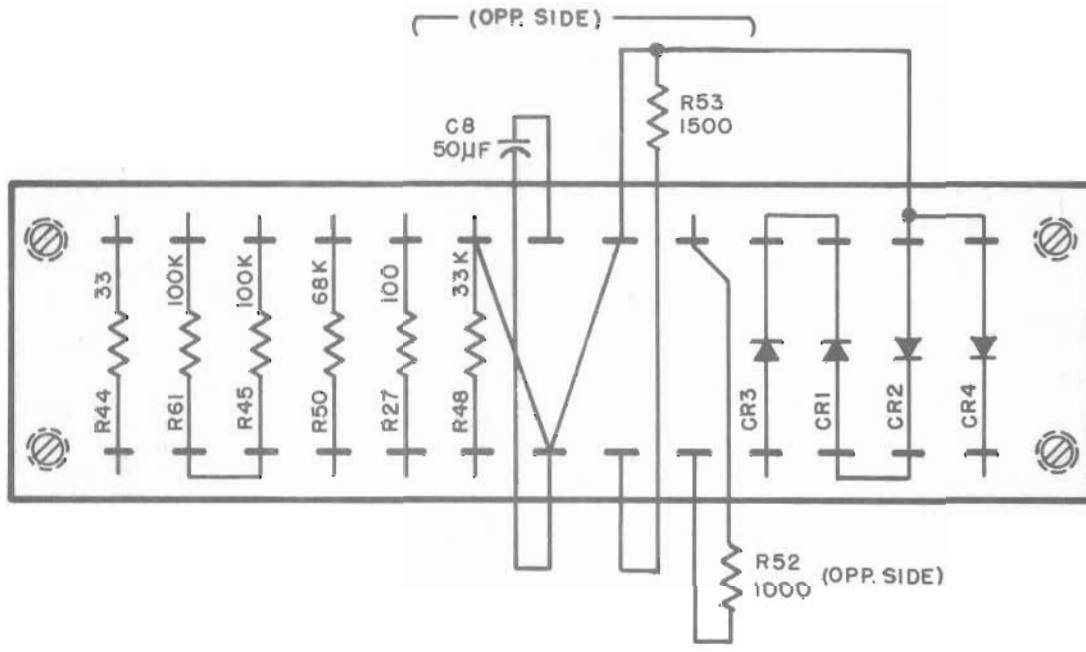 (OPP. SIDE)
C8
50µF
R53
1500
33
100K
100K
68K
100
33K
R44
R61
R45
R50
R27
R48
CR3
CR1
CR2
CR4
R52
1000
(OPP. SIDE)